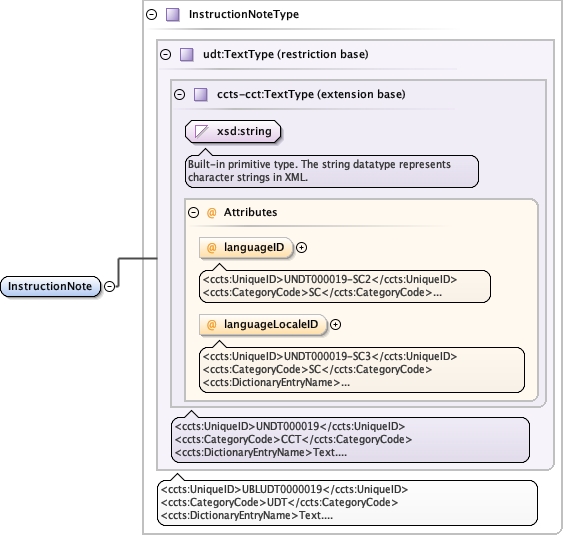 InstructionNoteType
udt:TextType (restriction base)
ccts-cct:TextType (extension base)
xsd:string
Built-in primitive type. The string datatype represents
character strings in XML.
@ Attributes
@ languageID
<ccts:UniqueID>UNDT000019-SC2</ccts:UniqueID>
<ccts:CategoryCode>SC</ccts:CategoryCode>...
InstructionNote
@ languageLocaleID
<ccts:UniqueID>UNDT000019-SC3</ccts:UniqueID>
<ccts:CategoryCode>SC</ccts:CategoryCode>
<ccts:DictionaryEntryName>...
<ccts:UniqueID>UNDT000019</ccts:UniqueID>
<ccts:CategoryCode>CCT</ccts:CategoryCode>
<ccts:DictionaryEntryName>Text....
<ccts:UniqueID>UBLUDT0000019</ccts:UniqueID>
<ccts:CategoryCode>UDT</ccts:CategoryCode>
<ccts:DictionaryEntryName>Text....